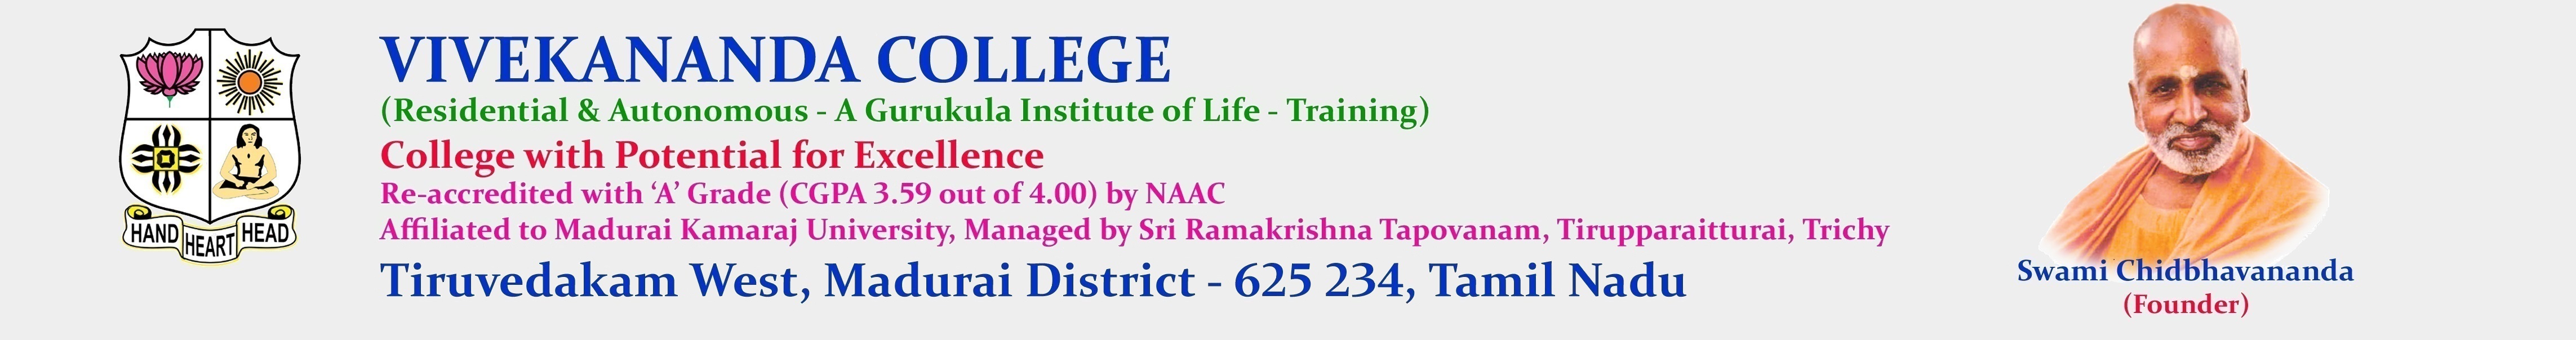 VIVEKANANDA COLLEGE
(Residential & Autonomous - A Gurukula Institute of Life - Training)
College with Potential for Excellence
Re-accredited with ‘A’ Grade (CGPA 3.59 out of 4.00) by NAAC
Affiliated to Madurai Kamaraj University, Managed by Sri Ramakrishna Tapovanam, Tirupparaitturai, Trichy
Tiruvedakam West, Madurai District - 625 234, Tamil Nadu
HAND HEART HEAD
Swami Chidbhavananda
(Founder)